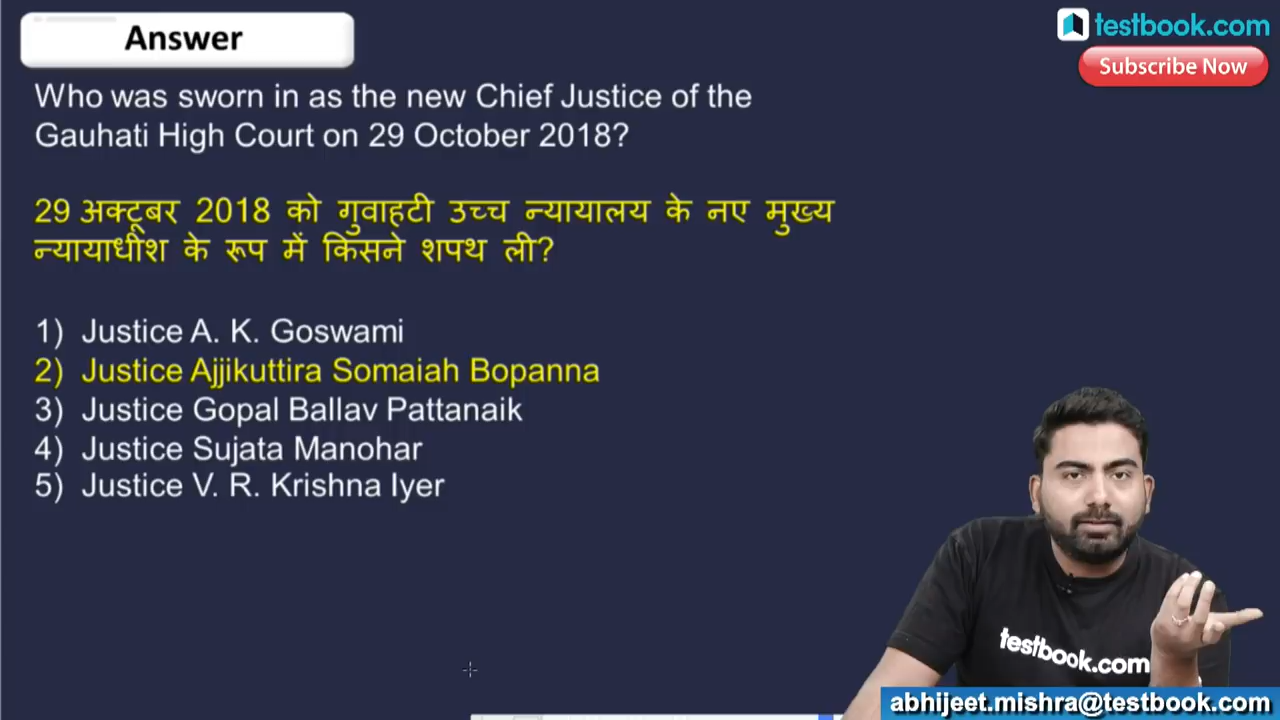 Answer
testbook.com
Subscribe Now
Who was sworn in as the new Chief Justice of the
Gauhati High Court on 29 October 2018?
29 अक्टूबर 2018 को गुवाहटी उच्च न्यायालय के नए मुख्य
न्यायाधीश के रूप में किसने शपथ ली?
1) Justice A. K. Goswami
2) Justice Ajjikuttira Somaiah Bopanna
3) Justice Gopal Ballav Pattanaik
4) Justice Sujata Manohar
5) Justice V. R. Krishna Iyer
testbook.com
abhijeet.mishra@testbook.com